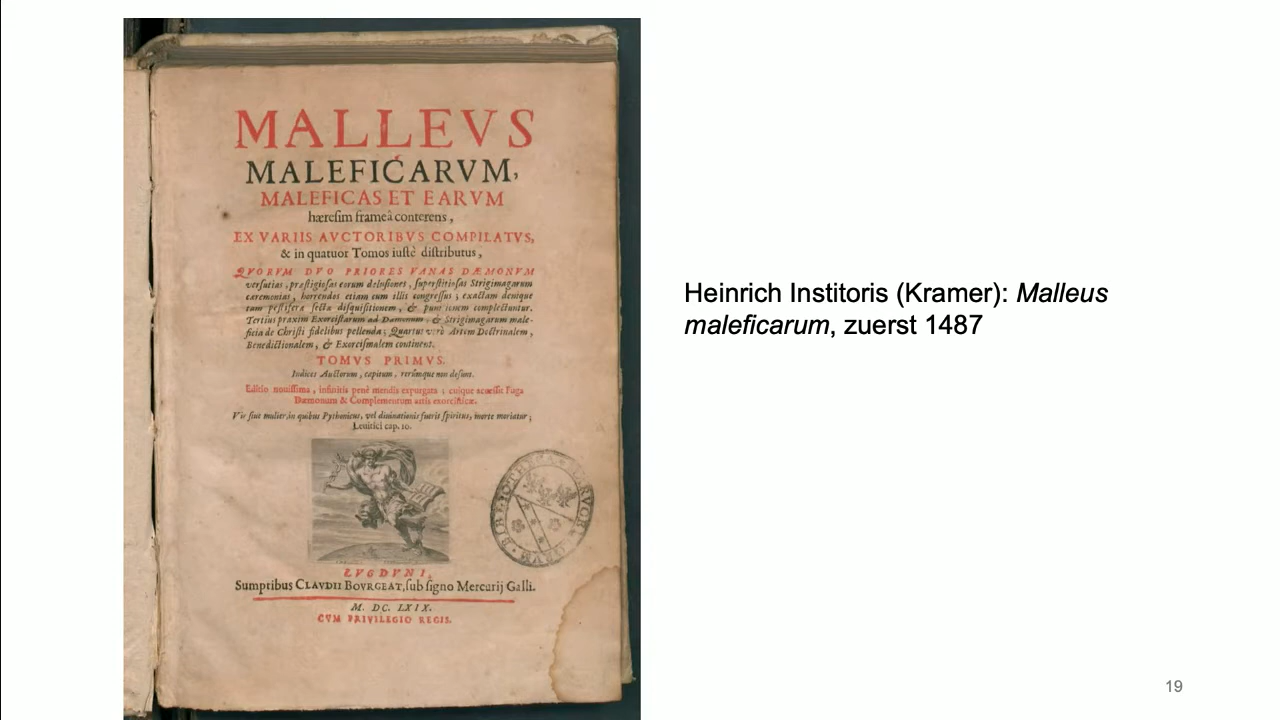 MALLEVS
MALEFICARVM,
MALEFICAS ET EARVM
hæresim frameâ conterens,
EX VARIIS AVCTORIBVS COMPILATVS,
& in quatuor Tomos iustè distributus,
QVORVM DVO PRIORES VANAS DÆMONVM
versutias, præstigiosas eorum delusiones, superstitiosas Strigimagarum
caremonias, horrendos etiam cum illis congressus; exactam denique
tam pestiferæ sectæ disquisitionem, & punitionem complectuntur.
Tertius praxim Exorcistarum ad Dæmonum, & Strigimagarum male-
ficia de Christi fidelibus pellenda; Quartus verò Artem Doctrinalem,
Benedictionalem, & Exorcismalem continent.
TOMVS PRIMVS.
Indices Auctorum, capitum, rerúmque non desunt.
Editio nouissima, infinitis penè mendis expurgata; cuique accessit Fuga
Dæmonum & Complementum artis exorcisticæ.
Vir siue mulier, in quibus Pythonicus, vel diuinationis fuerit spiritus, morte moriatur;
Leuitici cap. 10.
LVGDVNI,
Sumptibus CLAVDII BOVRGEAT, sub signo Mercurij Galli.
M. DC. LXIX.
CVM PRIVILEGIO REGIS.
Heinrich Institoris (Kramer): Malleus
maleficarum, zuerst 1487
19